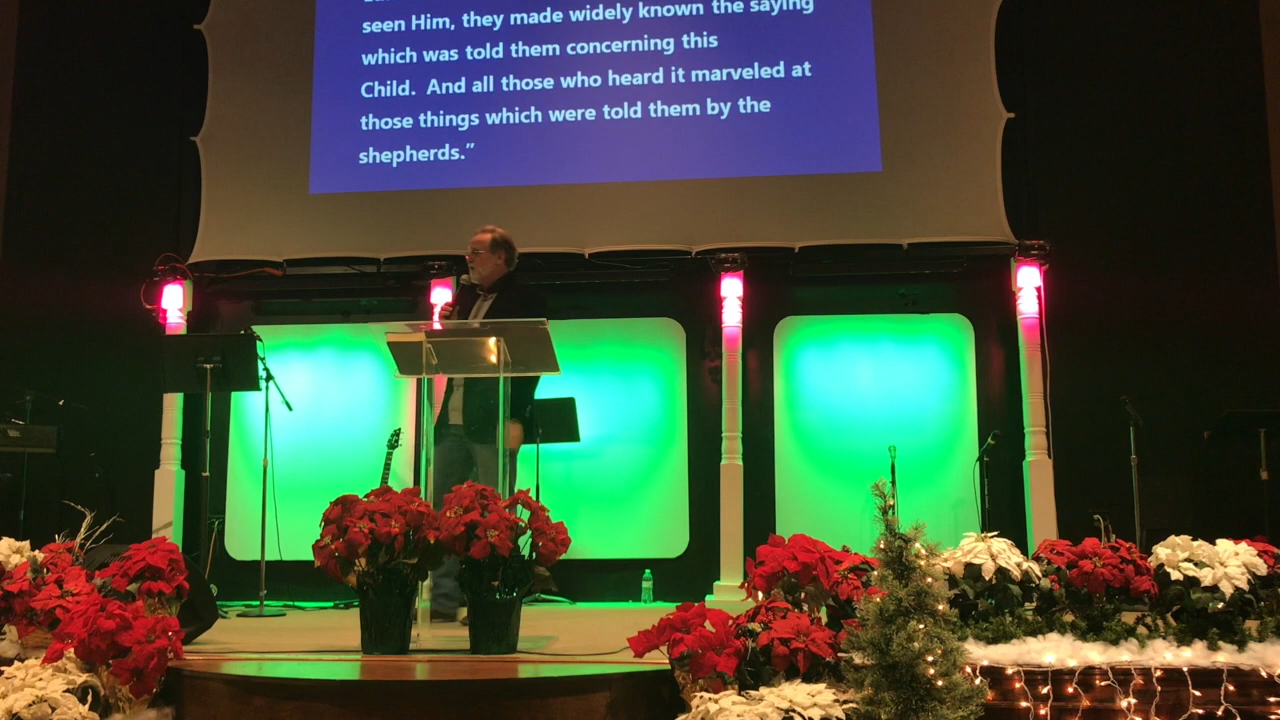 seen Him, they made widely known the saying
which was told them concerning this
Child.  And all those who heard it marveled at
those things which were told them by the
shepherds.”